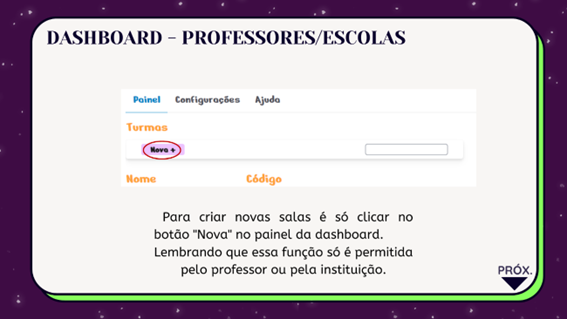 DASHBOARD - PROFESSORES/ESCOLAS
Painel Configurações Ajuda
Turmas
Nova +
Nome Código
Para criar novas salas é só clicar no
botão "Nova" no painel da dashboard.
Lembrando que essa função só é permitida
pelo professor ou pela instituição.
PRÓX.